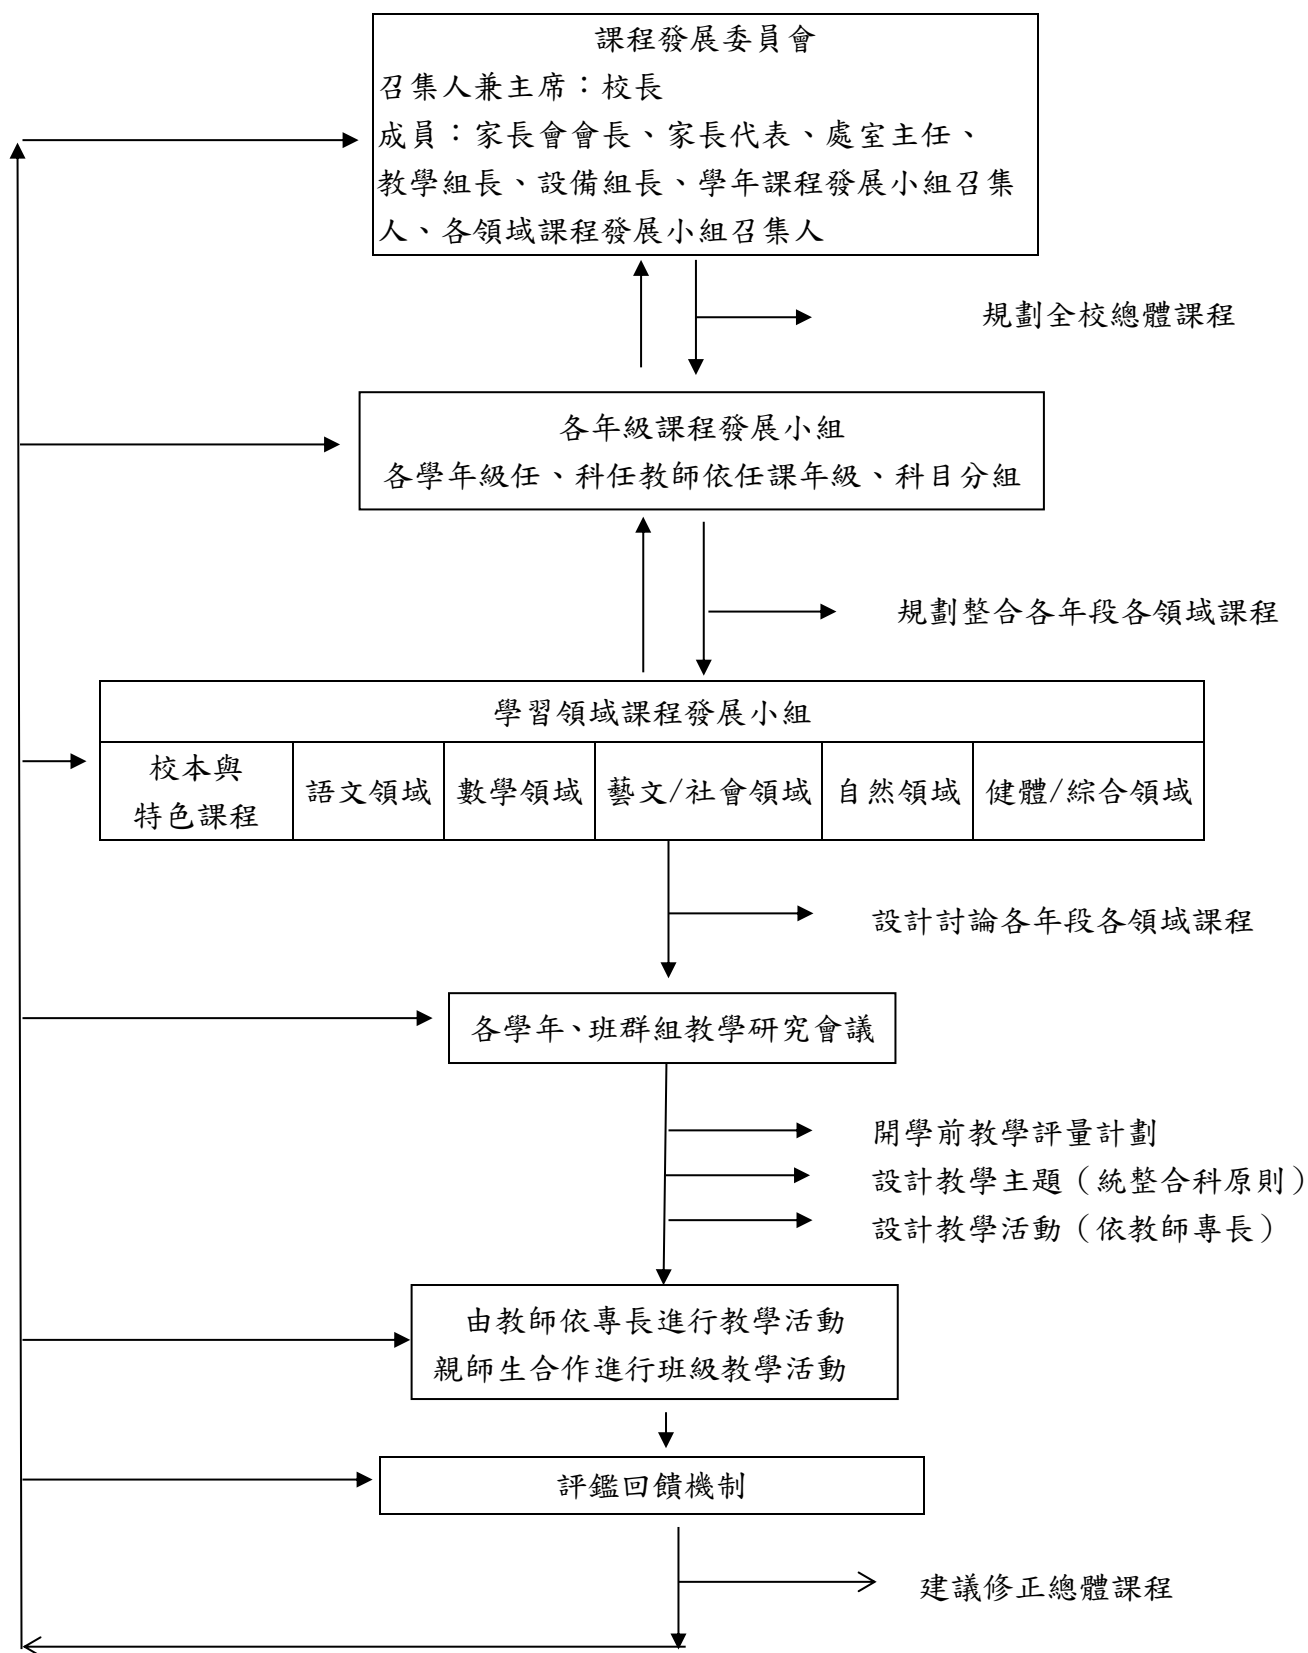 課程發展委員會
召集人兼主席：校長
成員：家長會會長、家長代表、處室主任、
教學組長、設備組長、學年課程發展小組召集
人、各領域課程發展小組召集人
規劃全校總體課程
各年級課程發展小組
各學年級任、科任教師依任課年級、科目分組
規劃整合各年段各領域課程
學習領域課程發展小組
校本與
特色課程
語文領域
數學領域
藝文/社會領域
自然領域
健體/綜合領域
設計討論各年段各領域課程
各學年、班群組教學研究會議
開學前教學評量計劃
設計教學主題（統整合科原則）
設計教學活動（依教師專長）
由教師依專長進行教學活動
親師生合作進行班級教學活動
評鑑回饋機制
建議修正總體課程